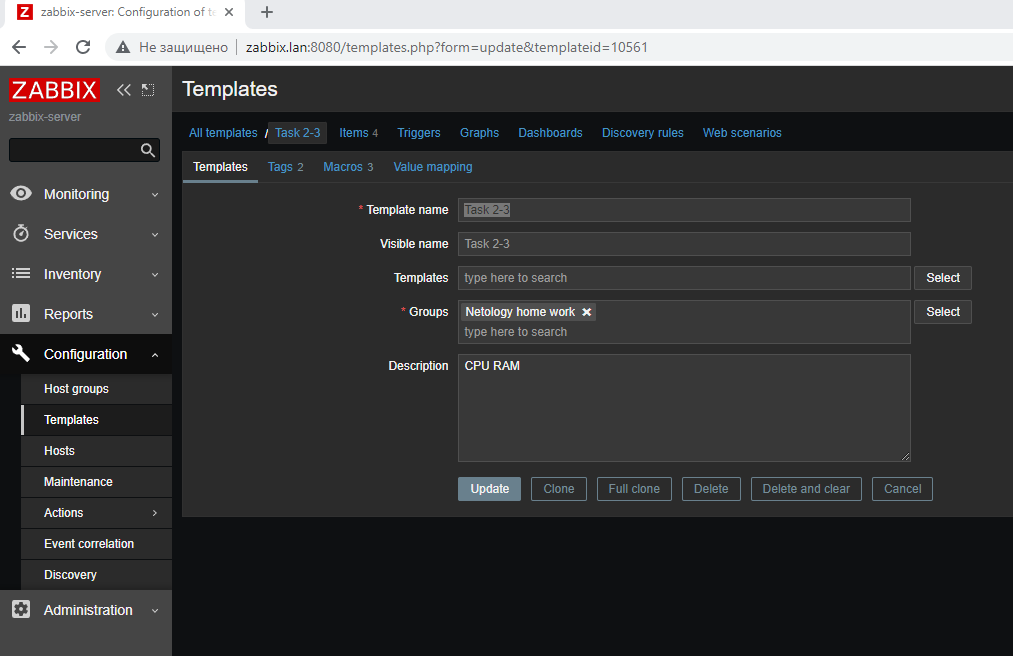 zabbix-server: Configuration of te
Не защищено zabbix.lan:8080/templates.php?form=update&templateid=10561
ZABBIX
zabbix-server
Monitoring
Services
Inventory
Reports
Configuration
Host groups
Templates
Hosts
Maintenance
Actions
Event correlation
Discovery
Administration
Templates
All templates / Task 2-3 Items 4 Triggers Graphs Dashboards Discovery rules Web scenarios
Templates Tags 2 Macros 3 Value mapping
* Template name Task 2-3
Visible name Task 2-3
Templates type here to search Select
* Groups Netology home work Select
type here to search
Description CPU RAM
Update Clone Full clone Delete Delete and clear Cancel